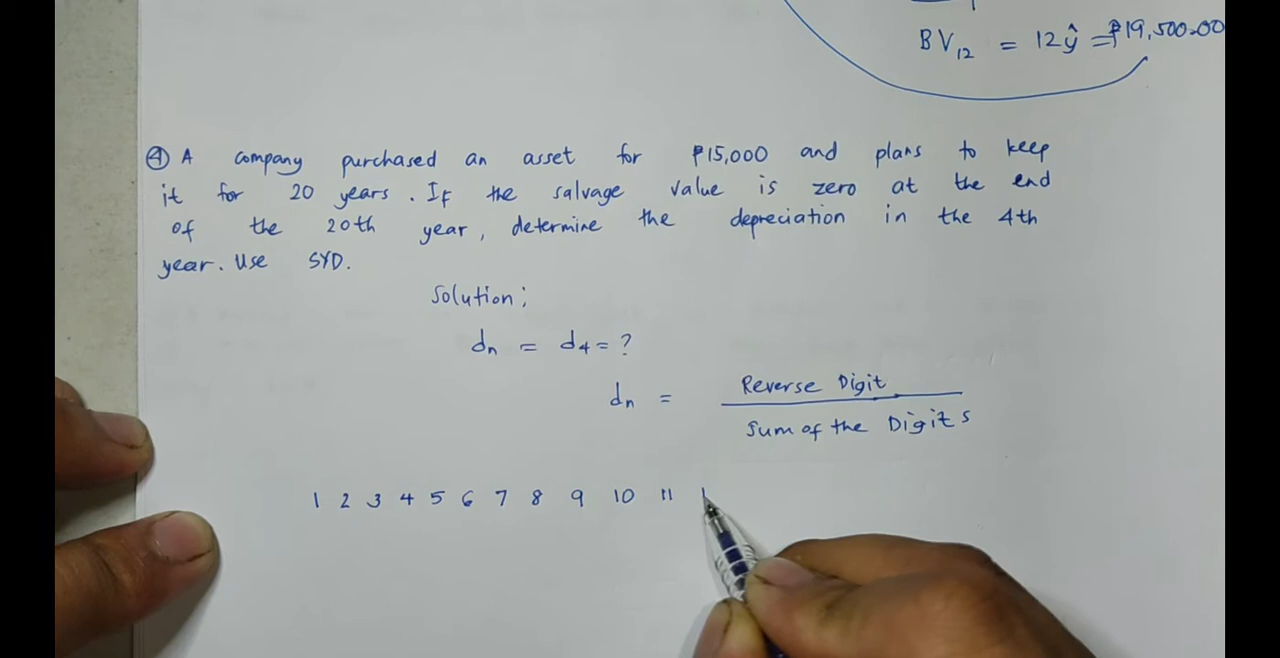 BV₁₂ = 12ŷ = ₱19,500.00
④ A company purchased an asset for ₱15,000 and plans to keep
it for 20 years. If the salvage value is zero at the end
of the 20th year, determine the depreciation in the 4th
year. Use SYD.
Solution:
dₙ = d₄ = ?
dₙ = Reverse Digit
Sum of the Digits
1 2 3 4 5 6 7 8 9 10 11 1